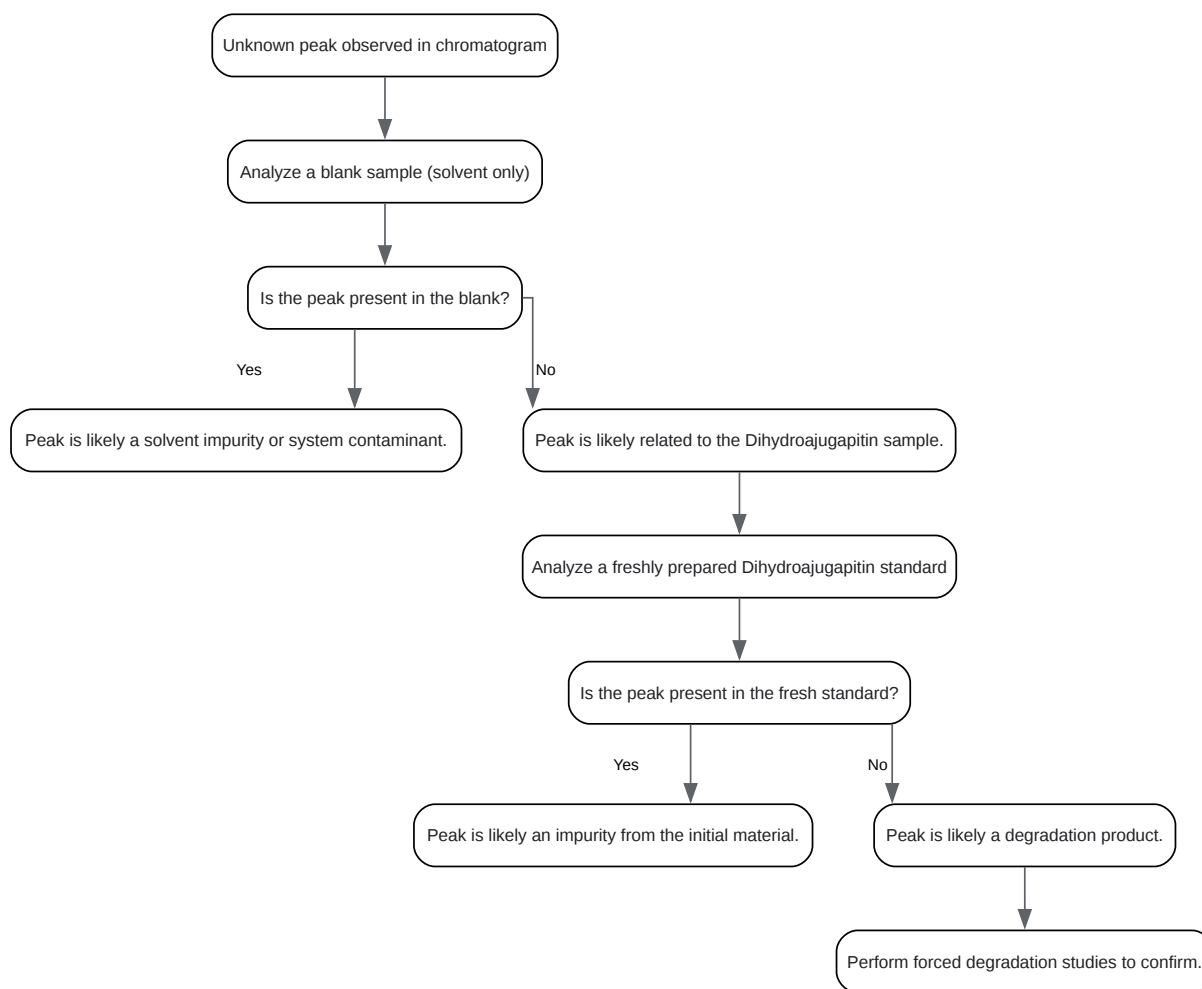 Unknown peak observed in chromatogram
Analyze a blank sample (solvent only)
Is the peak present in the blank?
Yes
No
Peak is likely a solvent impurity or system contaminant.
Peak is likely related to the Dihydroajugapitin sample.
Analyze a freshly prepared Dihydroajugapitin standard
Is the peak present in the fresh standard?
Yes
No
Peak is likely an impurity from the initial material.
Peak is likely a degradation product.
Perform forced degradation studies to confirm.